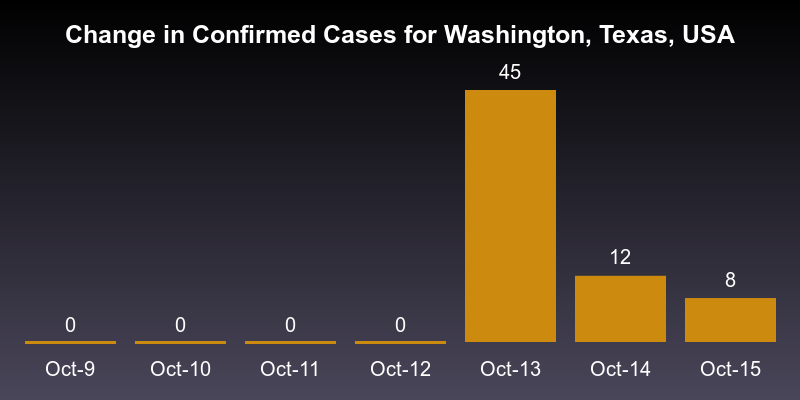 Change in Confirmed Cases for Washington, Texas, USA
45
12
8
0 0 0 0
Oct-9 Oct-10 Oct-11 Oct-12 Oct-13 Oct-14 Oct-15